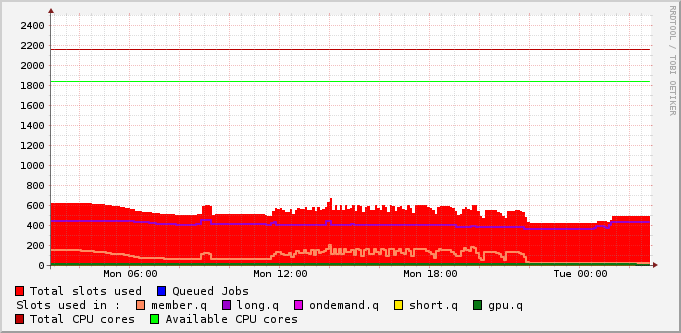 RRDTOOL / TOBI OETIKER
2400
2200
2000
1800
1600
1400
1200
1000
800
600
400
200
0
Mon 06:00 Mon 12:00 Mon 18:00 Tue 00:00
Total slots used Queued Jobs
Slots used in : member.q long.q ondemand.q short.q gpu.q
Total CPU cores Available CPU cores